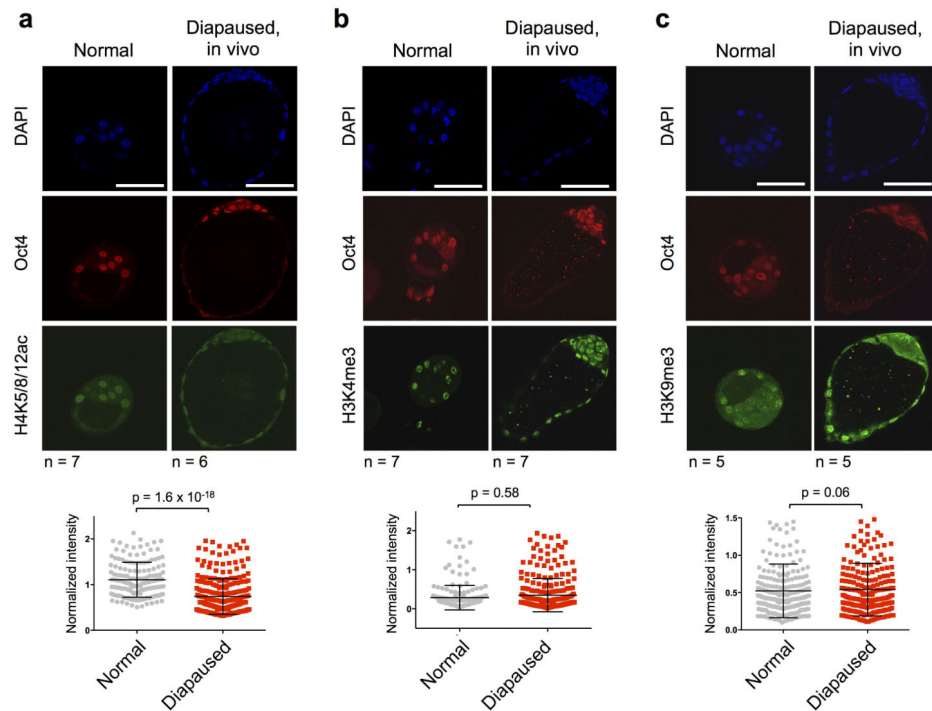 a
Normal
Diapaused,
in vivo
DAPI
Oct4
H4K5/8/12ac
n = 7
n = 6
p = 1.6 x 10-18
Normalized intensity
2
1
0
Normal
Diapaused
b
Normal
Diapaused,
in vivo
DAPI
Oct4
H3K4me3
n = 7
n = 7
p = 0.58
Normalized intensity
2
1
0
Normal
Diapaused
c
Normal
Diapaused,
in vivo
DAPI
Oct4
H3K9me3
n = 5
n = 5
p = 0.06
Normalized intensity
1.5
1.0
0.5
0.0
Normal
Diapaused